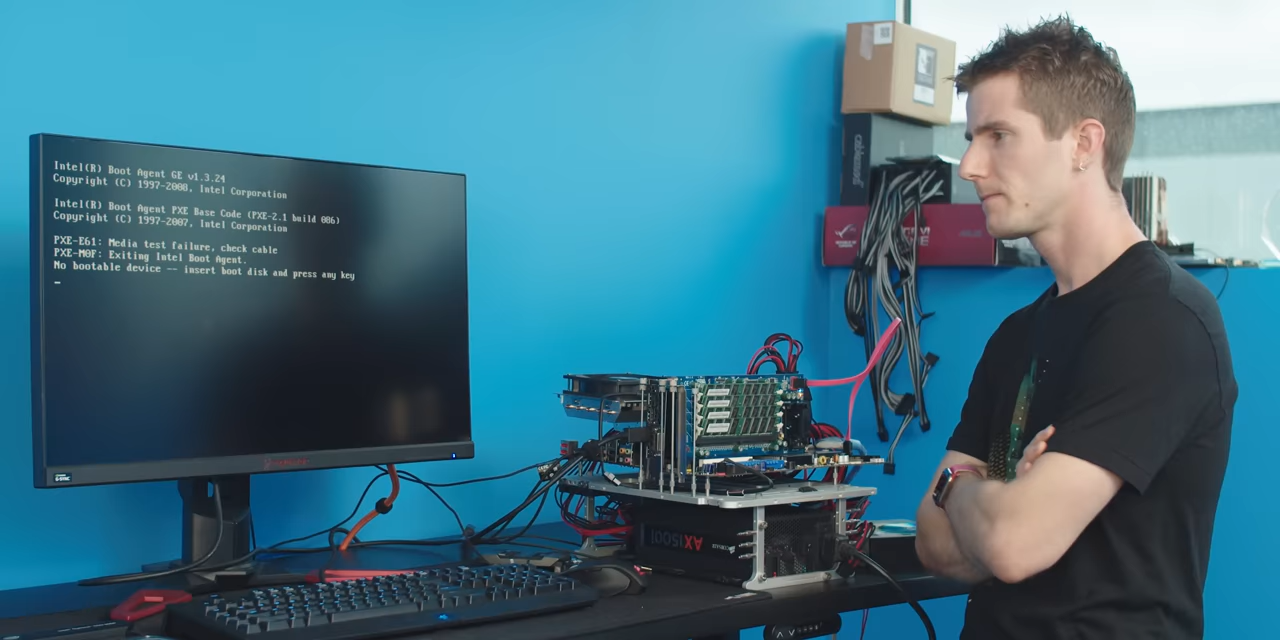 Intel(R) Boot Agent GE v1.3.24
Copyright (C) 1997-2008, Intel Corporation
Intel(R) Boot Agent PXE Base Code (PXE-2.1 build 086)
Copyright (C) 1997-2007, Intel Corporation
PXE-E61: Media test failure, check cable
PXE-M0F: Exiting Intel Boot Agent.
No bootable device -- insert boot disk and press any key
G-SYNC
AX1500i